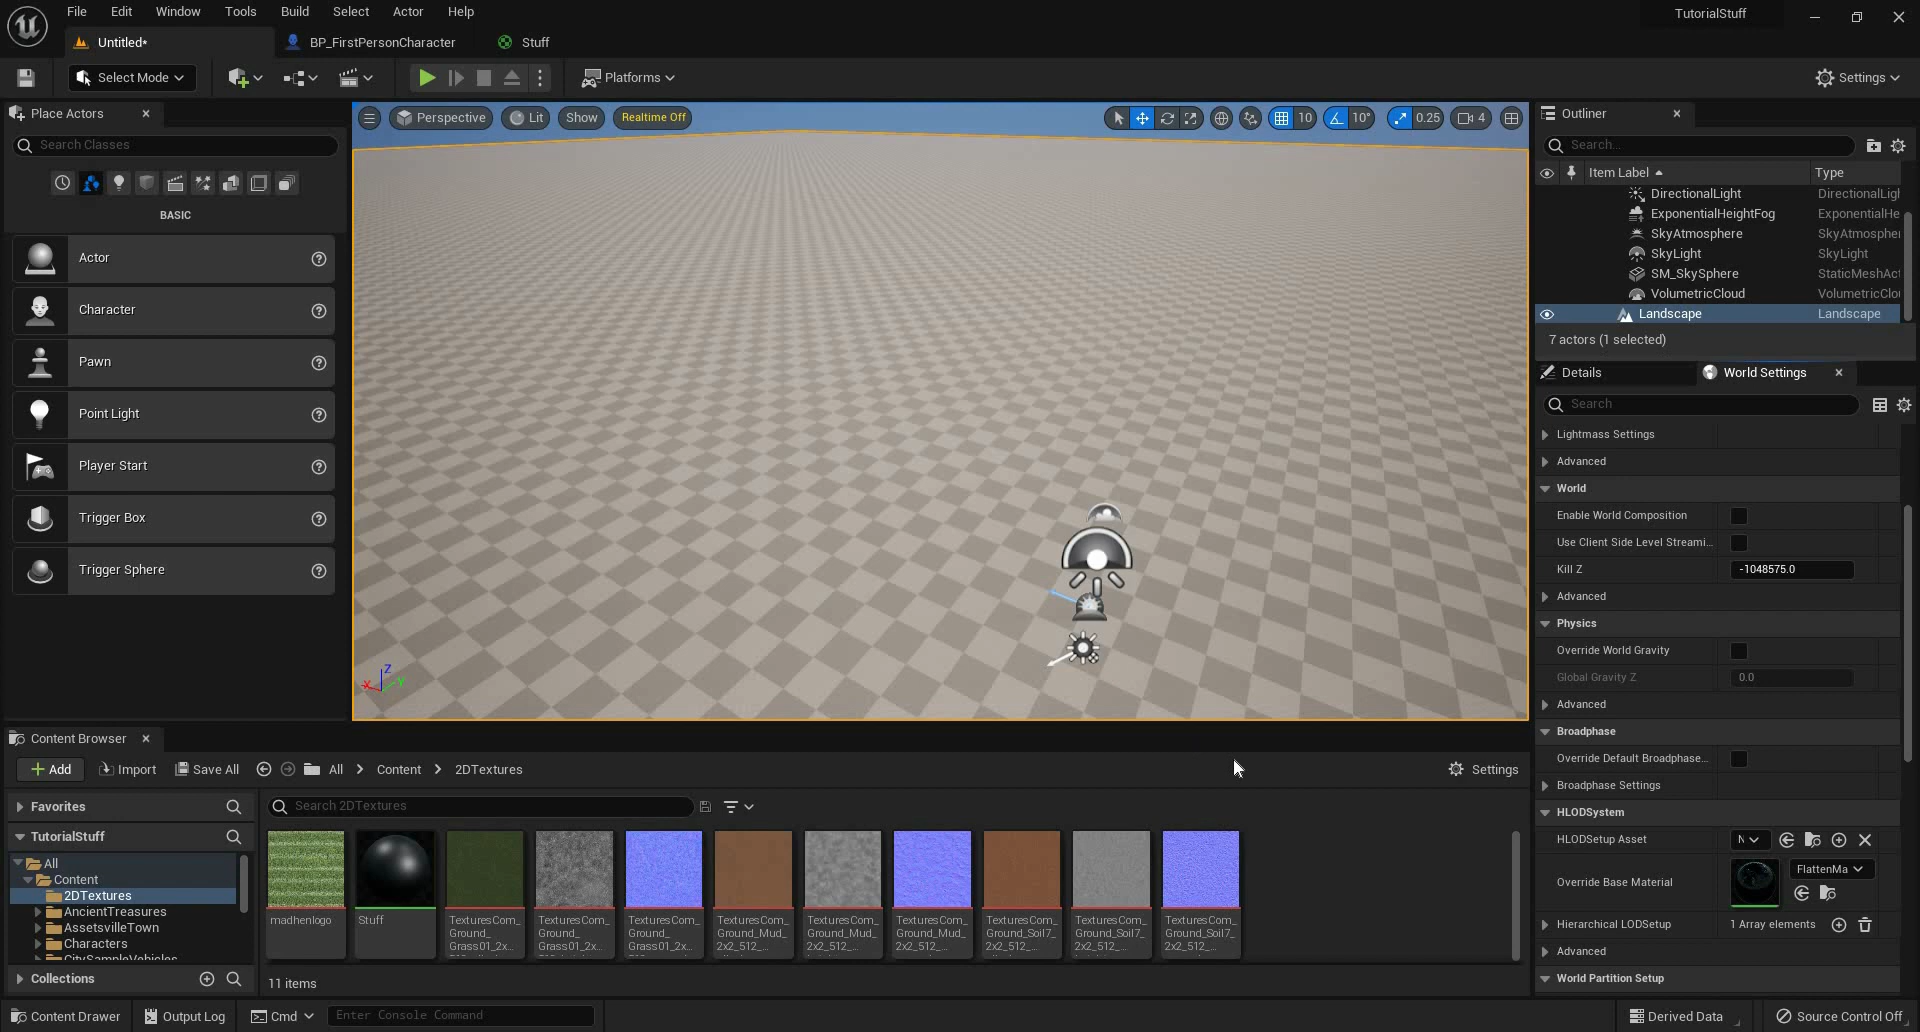 File Edit Window Tools Build Select Actor Help
TutorialStuff
Untitled* BP_FirstPersonCharacter Stuff
Select Mode Platforms Settings
Place Actors
Search Classes
BASIC
Actor
Character
Pawn
Point Light
Player Start
Trigger Box
Trigger Sphere
Perspective Lit Show Realtime Off 10 10° 0.25 4
X Y Z
Outliner
Search...
Item Label Type
DirectionalLight DirectionalLigh
ExponentialHeightFog ExponentialHe
SkyAtmosphere SkyAtmospher
SkyLight SkyLight
SM_SkySphere StaticMeshAct
VolumetricCloud VolumetricClou
Landscape Landscape
7 actors (1 selected)
Details World Settings
Search
Lightmass Settings
Advanced
World
Enable World Composition
Use Client Side Level Streami...
Kill Z -1048575.0
Advanced
Physics
Override World Gravity
Global Gravity Z 0.0
Advanced
Broadphase
Override Default Broadphase...
Broadphase Settings
HLODSystem
HLODSetup Asset N
Override Base Material FlattenMa
Hierarchical LODSetup 1 Array elements
Advanced
World Partition Setup
Content Browser
Add Import Save All All > Content > 2DTextures Settings
Favorites
TutorialStuff
All
Content
2DTextures
AncientTreasures
AssetsvilleTown
Characters
CitySampleVehicles
Collections
Search 2DTextures
madhenlogo
Stuff
TexturesCom_
Ground_
Grass01_2x...
TexturesCom_
Ground_
Grass01_2x...
TexturesCom_
Ground_
Grass01_2x...
TexturesCom_
Ground_Mud_
2x2_512_...
TexturesCom_
Ground_Mud_
2x2_512_...
TexturesCom_
Ground_Mud_
2x2_512_...
TexturesCom_
Ground_Soil7_
2x2_512_...
TexturesCom_
Ground_Soil7_
2x2_512_...
TexturesCom_
Ground_Soil7_
2x2_512_...
11 items
Content Drawer Output Log Cmd Enter Console Command Derived Data Source Control Off